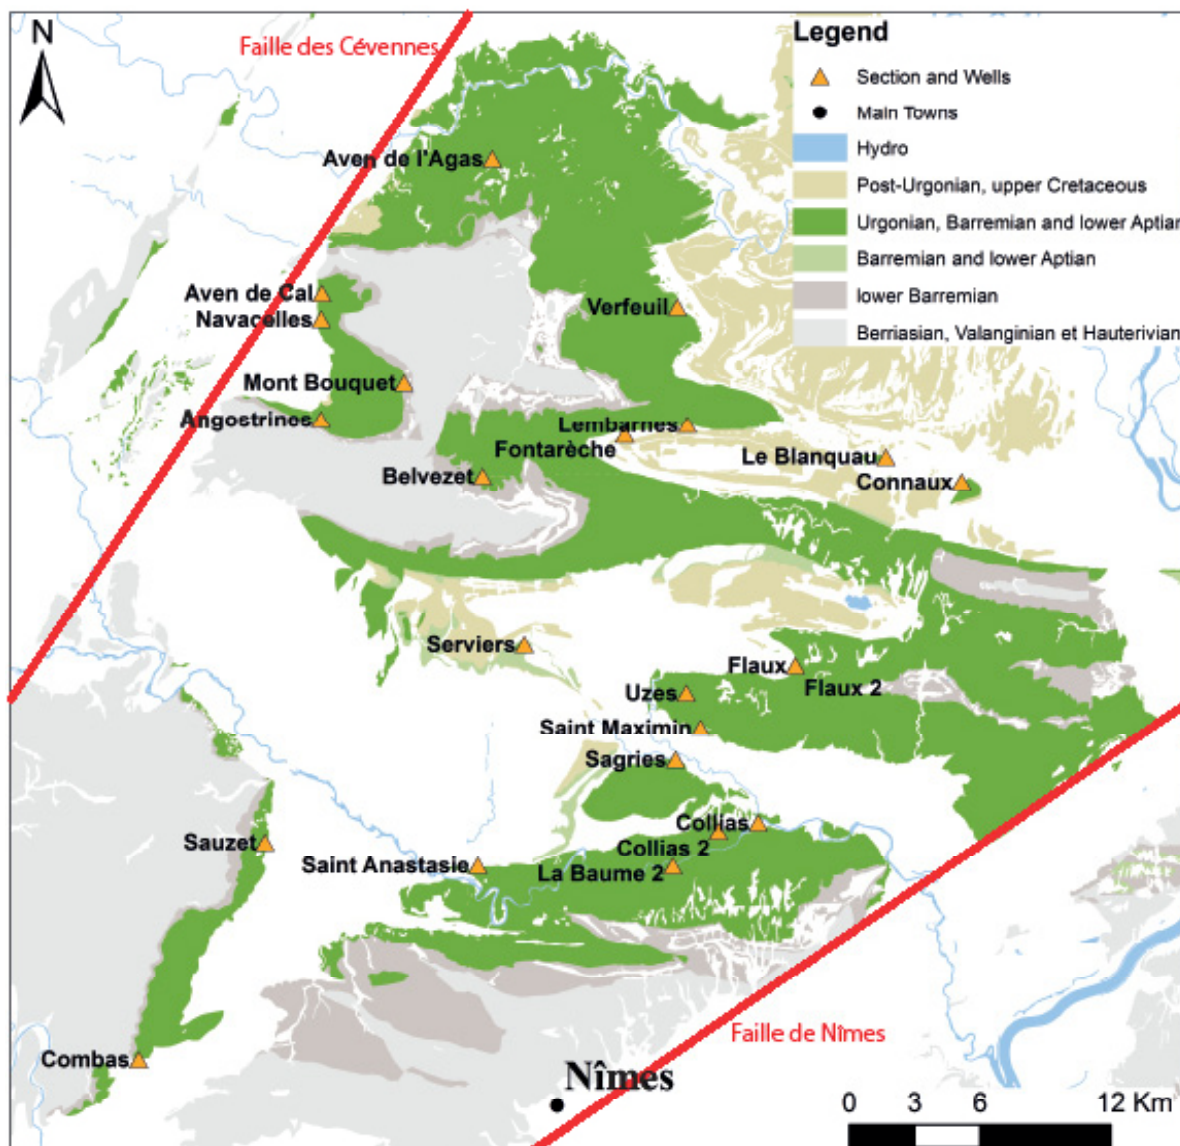 N
Faille des Cévennes
Legend
Section and Wells
Main Towns
Hydro
Post-Urgonian, upper Cretaceous
Urgonian, Barremian and lower Aptian
Barremian and lower Aptian
lower Barremian
Berriasian, Valanginian et Hauterivian
Aven de l'Agas
Aven de Cal
Navacelles
Verfeuil
Mont Bouquet
Angostrines
Lembarnes
Fontarèche
Le Blanquau
Belvezet
Connaux
Serviers
Flaux
Flaux 2
Uzes
Saint Maximin
Sagries
Collias
Collias 2
Sauzet
Saint Anastasie
La Baume 2
Faille de Nîmes
Combas
Nîmes
0 3 6 12 Km